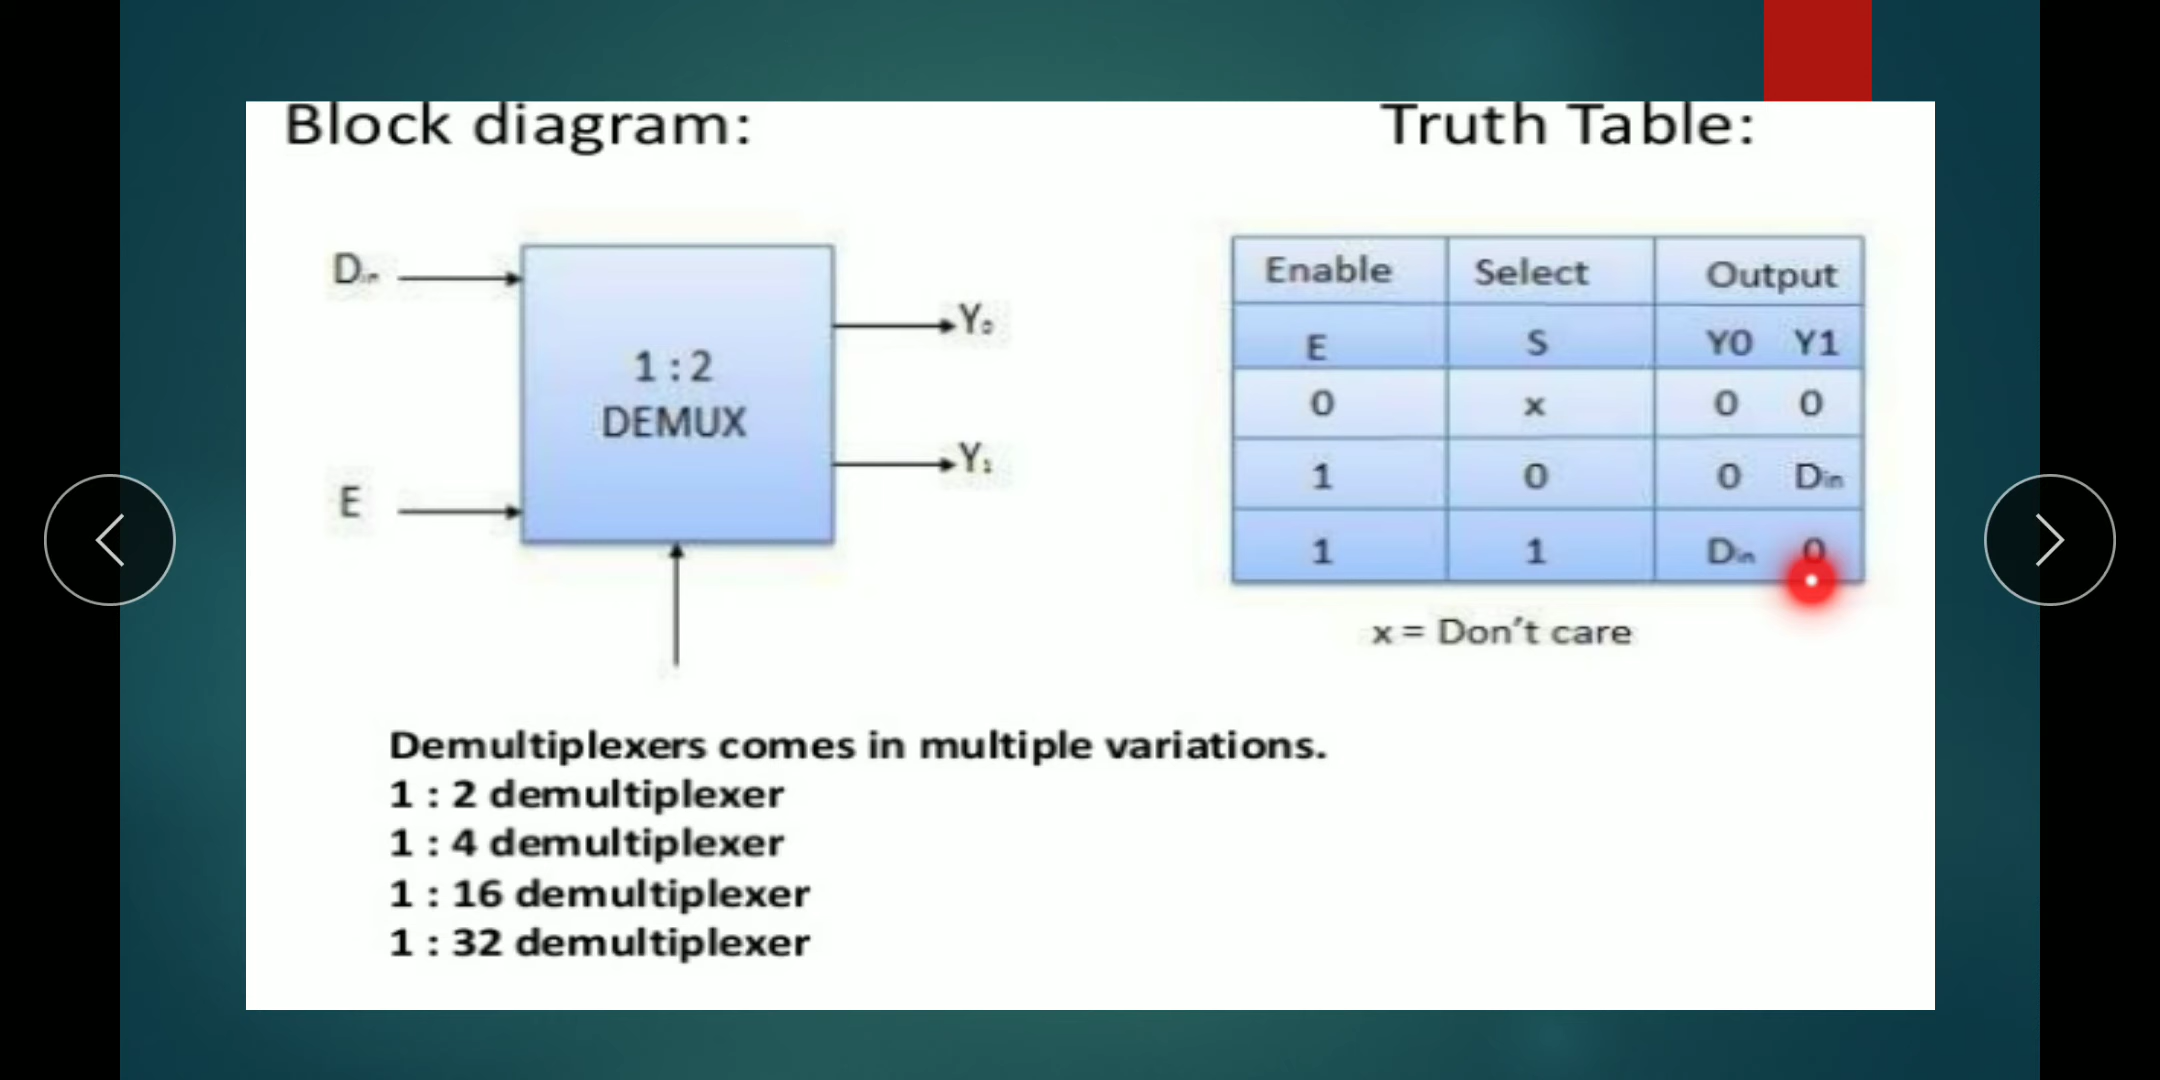 Block diagram:
Truth Table:
Din
E
1 : 2
DEMUX
Y0
Y1
Enable Select Output
E S Y0 Y1
0 x 0 0
1 0 0 Din
1 1 Din 0
x = Don't care
Demultiplexers comes in multiple variations.
1 : 2 demultiplexer
1 : 4 demultiplexer
1 : 16 demultiplexer
1 : 32 demultiplexer